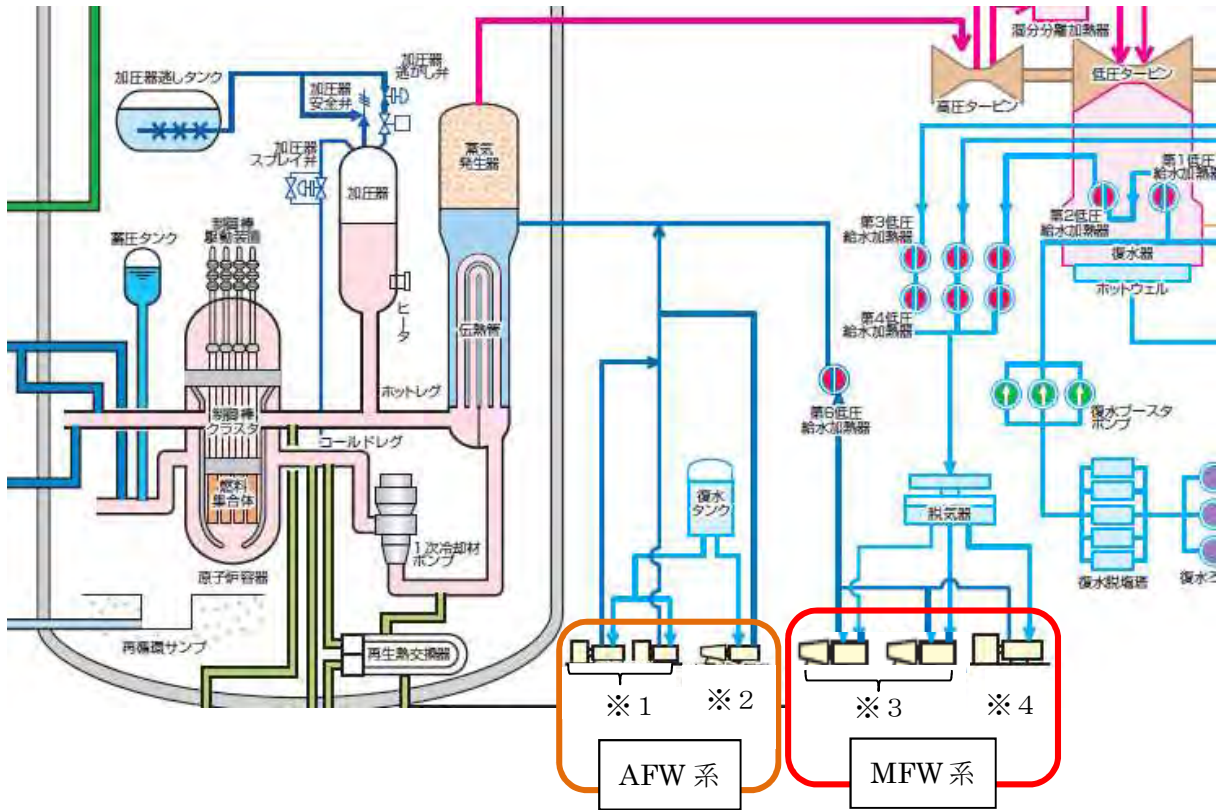 湿分分離加熱器
加圧器
逃がし弁
加圧器逃しタンク
加圧器
安全弁
低圧タービン
高圧タービン
蒸気
発生器
加圧器
スプレイ弁
加圧器
第1低圧
給水加熱器
第2低圧
給水加熱器
制御棒
駆動装置
蓄圧タンク
第3低圧
給水加熱器
復水器
ホットウェル
ヒータ
伝熱管
第4低圧
給水加熱器
ホットレグ
制御棒
クラスタ
第6低圧
給水加熱器
復水ブースタ
ポンプ
コールドレグ
燃料
集合体
復水
タンク
脱気器
1次冷却材
ポンプ
原子炉容器
復水脱塩塔
復水ろ
再循環サンプ
再生熱交換器
※1
※2
※3
※4
AFW系
MFW系